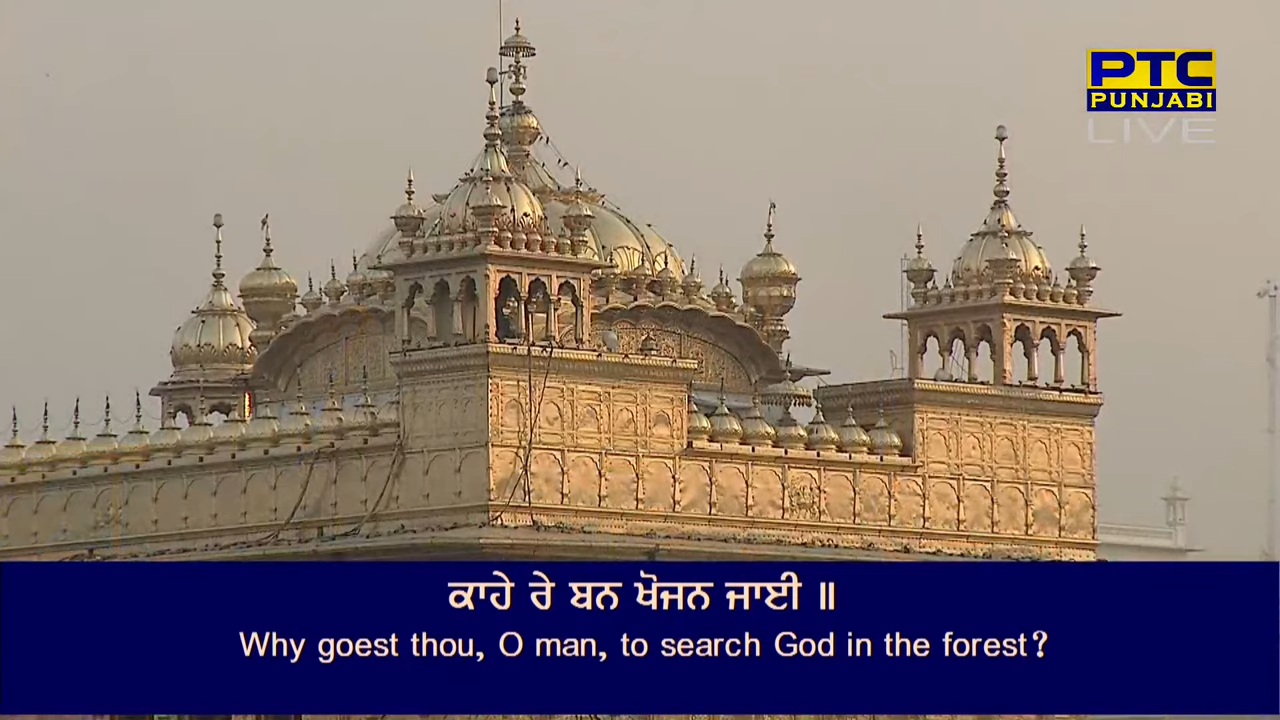 PTC
PUNJABI
LIVE
ਕਾਹੇ ਰੇ ਬਨ ਖੋਜਨ ਜਾਈ ॥
Why goest thou, O man, to search God in the forest?